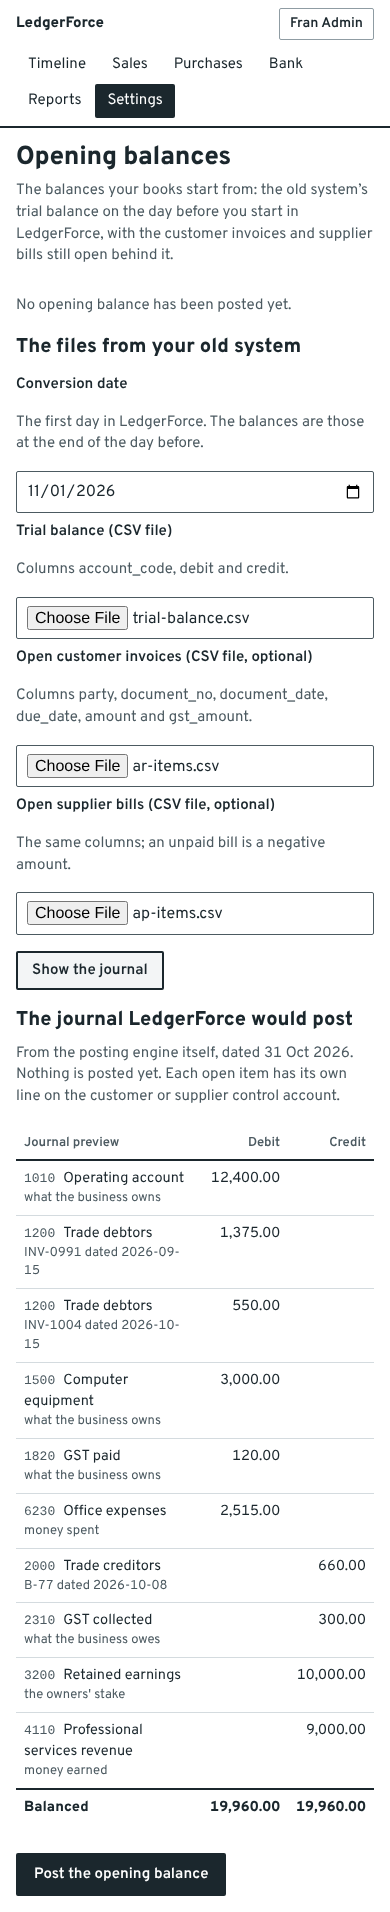 LedgerForce
Fran Admin
Timeline Sales Purchases Bank
Reports Settings
Opening balances
The balances your books start from: the old system's
trial balance on the day before you start in
LedgerForce, with the customer invoices and supplier
bills still open behind it.
No opening balance has been posted yet.
The files from your old system
Conversion date
The first day in LedgerForce. The balances are those
at the end of the day before.
11/01/2026
Trial balance (CSV file)
Columns account_code, debit and credit.
Choose File trial-balance.csv
Open customer invoices (CSV file, optional)
Columns party, document_no, document_date,
due_date, amount and gst_amount.
Choose File ar-items.csv
Open supplier bills (CSV file, optional)
The same columns; an unpaid bill is a negative
amount.
Choose File ap-items.csv
Show the journal
The journal LedgerForce would post
From the posting engine itself, dated 31 Oct 2026.
Nothing is posted yet. Each open item has its own
line on the customer or supplier control account.
Journal preview Debit Credit
1010 Operating account 12,400.00
what the business owns
1200 Trade debtors 1,375.00
INV-0991 dated 2026-09-
15
1200 Trade debtors 550.00
INV-1004 dated 2026-10-
15
1500 Computer 3,000.00
equipment
what the business owns
1820 GST paid 120.00
what the business owns
6230 Office expenses 2,515.00
money spent
2000 Trade creditors 660.00
B-77 dated 2026-10-08
2310 GST collected 300.00
what the business owes
3200 Retained earnings 10,000.00
the owners' stake
4110 Professional 9,000.00
services revenue
money earned
Balanced 19,960.00 19,960.00
Post the opening balance